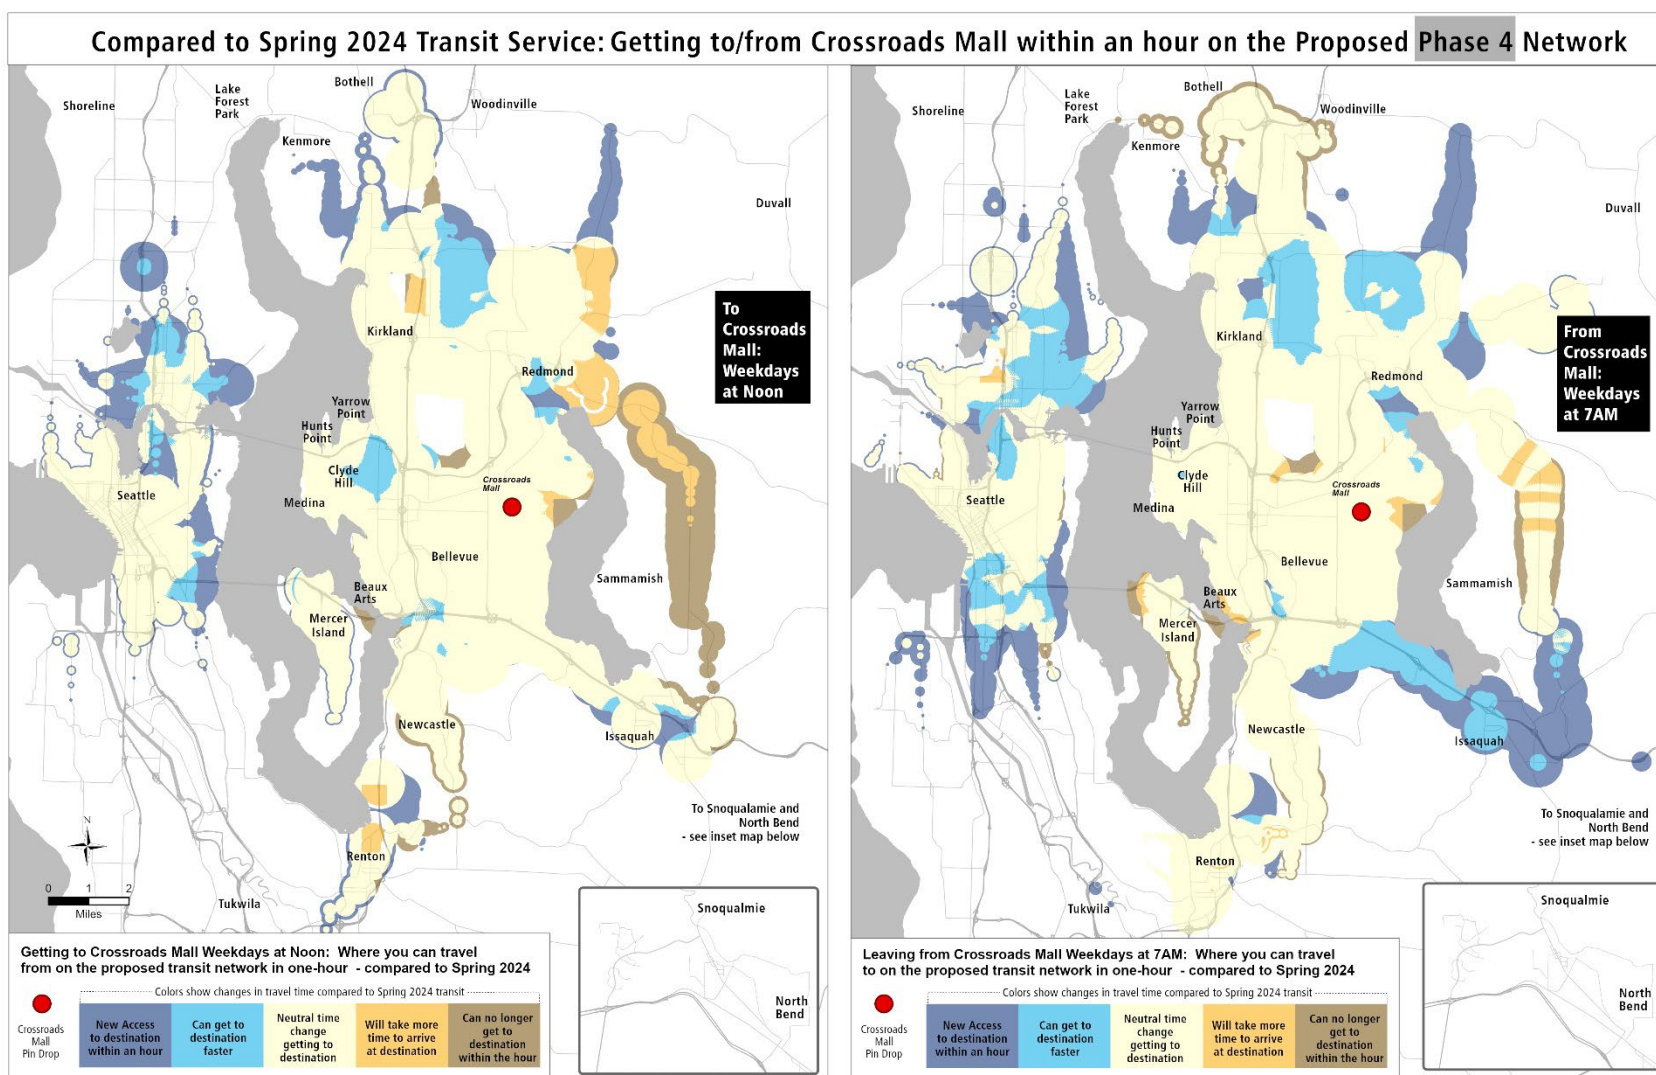 Compared to Spring 2024 Transit Service: Getting to/from Crossroads Mall within an hour on the Proposed Phase 4 Network
Bothell
Shoreline
Lake
Forest
Park
Woodinville
Kenmore
Duvall
To
Crossroads
Mall:
Weekdays
at Noon
Kirkland
Redmond
Yarrow
Point
Hunts
Point
Clyde
Hill
Crossroads
Mall
Seattle
Medina
Bellevue
Beaux
Arts
Sammamish
Mercer
Island
Newcastle
Issaquah
To Snoqualamie and
North Bend
- see inset map below
N
Renton
0 1 2
Miles
Tukwila
Snoqualmie
North
Bend
Getting to Crossroads Mall Weekdays at Noon: Where you can travel
from on the proposed transit network in one-hour - compared to Spring 2024
Colors show changes in travel time compared to Spring 2024 transit
Crossroads
Mall
Pin Drop
New Access
to destination
within an hour
Can get to
destination
faster
Neutral time
change
getting to
destination
Will take more
time to arrive
at destination
Can no longer
get to
destination
within the hour
Bothell
Shoreline
Lake
Forest
Park
Woodinville
Kenmore
Duvall
From
Crossroads
Mall:
Weekdays
at 7AM
Kirkland
Redmond
Yarrow
Point
Hunts
Point
Clyde
Hill
Crossroads
Mall
Seattle
Medina
Bellevue
Beaux
Arts
Sammamish
Mercer
Island
Newcastle
Issaquah
To Snoqualamie and
North Bend
- see inset map below
Renton
Tukwila
Snoqualmie
North
Bend
Leaving from Crossroads Mall Weekdays at 7AM: Where you can travel
to on the proposed transit network in one-hour - compared to Spring 2024
Colors show changes in travel time compared to Spring 2024 transit
Crossroads
Mall
Pin Drop
New Access
to destination
within an hour
Can get to
destination
faster
Neutral time
change
getting to
destination
Will take more
time to arrive
at destination
Can no longer
get to
destination
within the hour